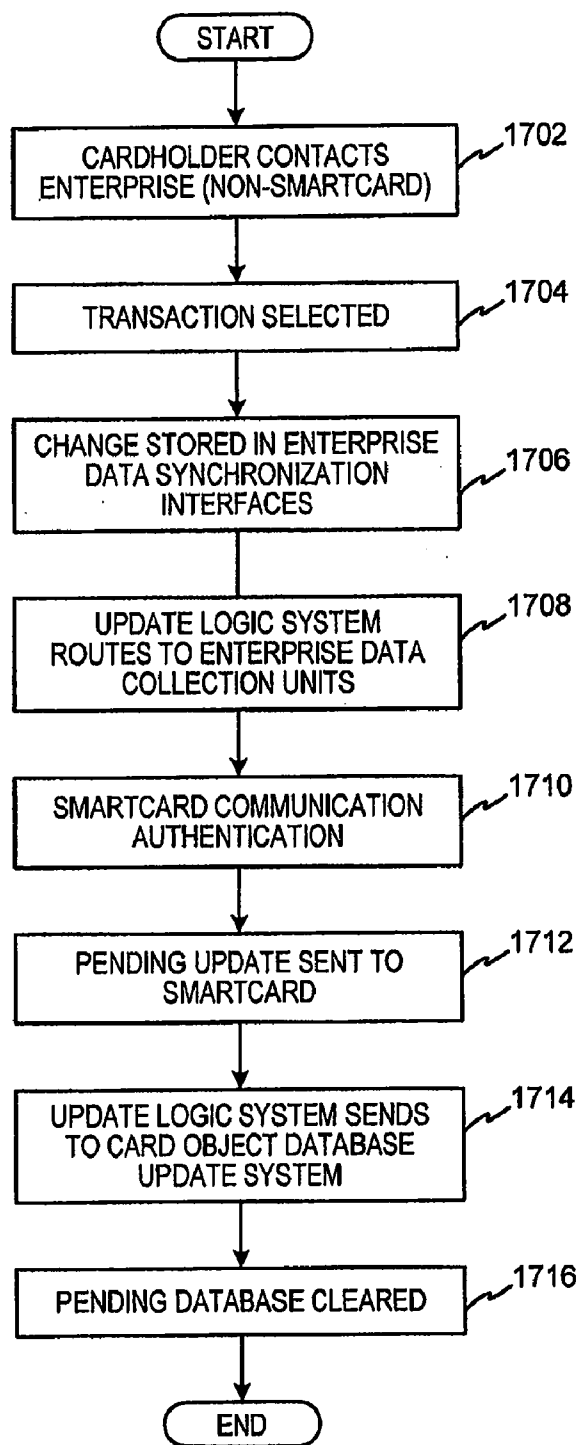 START
CARDHOLDER CONTACTS
ENTERPRISE (NON-SMARTCARD)
1702
TRANSACTION SELECTED
1704
CHANGE STORED IN ENTERPRISE
DATA SYNCHRONIZATION
INTERFACES
1706
UPDATE LOGIC SYSTEM
ROUTES TO ENTERPRISE DATA
COLLECTION UNITS
1708
SMARTCARD COMMUNICATION
AUTHENTICATION
1710
PENDING UPDATE SENT TO
SMARTCARD
1712
UPDATE LOGIC SYSTEM SENDS
TO CARD OBJECT DATABASE
UPDATE SYSTEM
1714
PENDING DATABASE CLEARED
1716
END